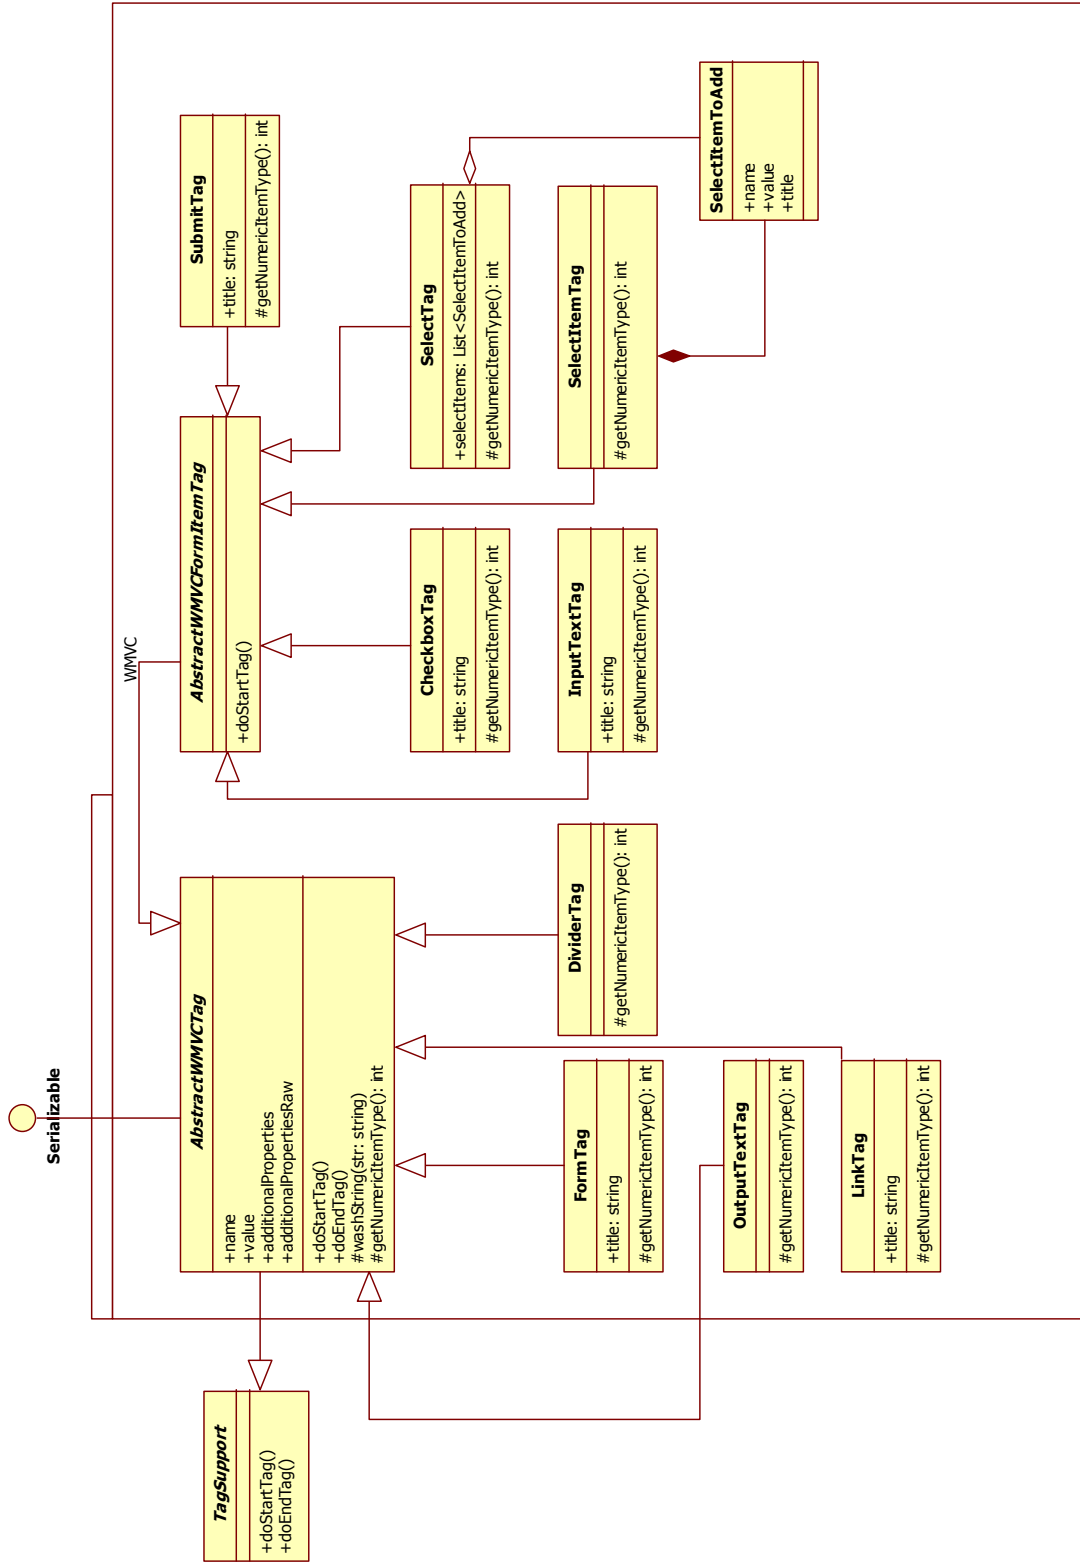 Serializable
WMVC
TagSupport
+doStartTag()
+doEndTag()
AbstractWMVCTag
+name
+value
+additionalProperties
+additionalPropertiesRaw
+doStartTag()
+doEndTag()
#washString(str: string)
#getNumericItemType(): int
AbstractWMVCFormItemTag
+doStartTag()
SubmitTag
+title: string
#getNumericItemType(): int
FormTag
+title: string
#getNumericItemType(): int
OutputTextTag
#getNumericItemType(): int
LinkTag
+title: string
#getNumericItemType(): int
DividerTag
#getNumericItemType(): int
CheckboxTag
+title: string
#getNumericItemType(): int
InputTextTag
+title: string
#getNumericItemType(): int
SelectTag
+selectItems: List<SelectItemToAdd>
#getNumericItemType(): int
SelectItemTag
#getNumericItemType(): int
SelectItemToAdd
+name
+value
+title